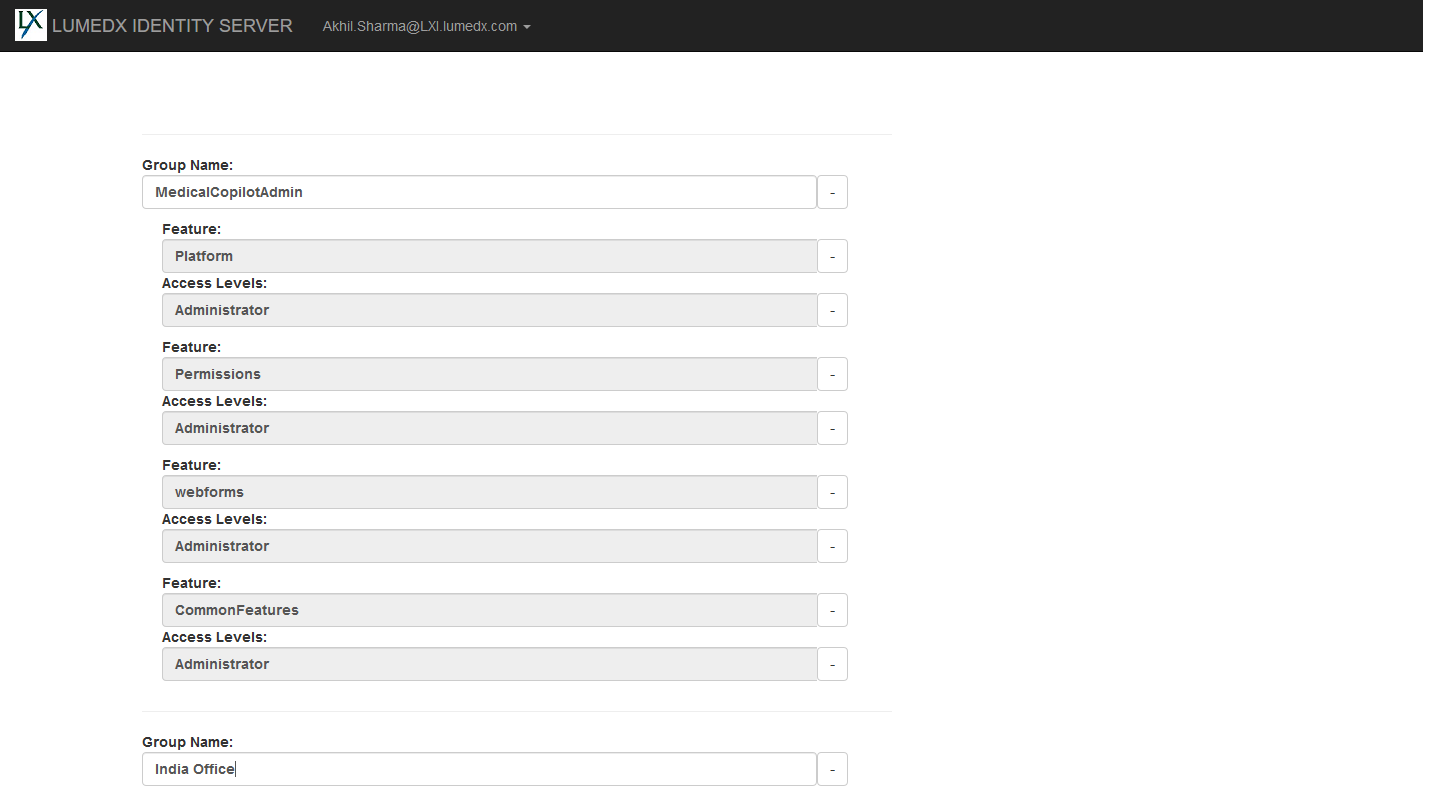 LX LUMEDX IDENTITY SERVER Akhil.Sharma@LXI.lumedx.com
Group Name:
MedicalCopilotAdmin -
Feature:
Platform -
Access Levels:
Administrator -
Feature:
Permissions -
Access Levels:
Administrator -
Feature:
webforms -
Access Levels:
Administrator -
Feature:
CommonFeatures -
Access Levels:
Administrator -
Group Name:
India Office -